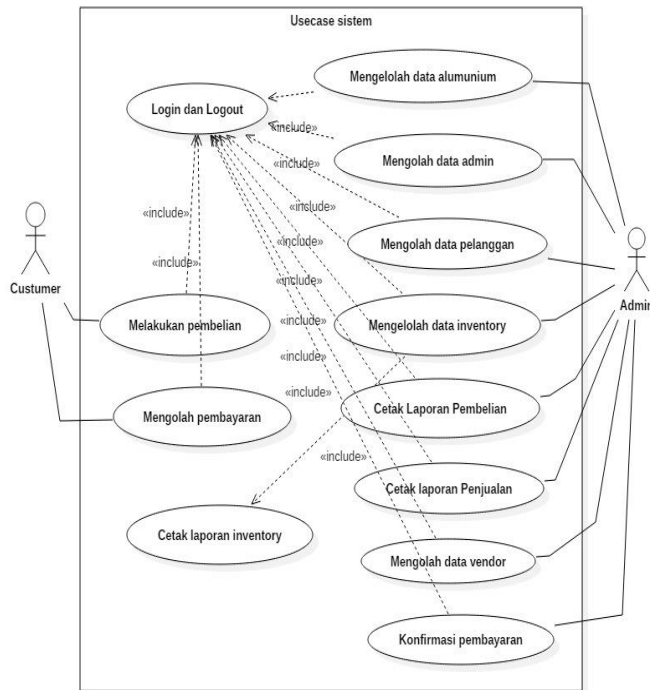 Usecase sistem
Mengelolah data alumunium
Login dan Logout
«include»
Mengolah data admin
«include»
«include»
«include»
Mengolah data pelanggan
«include»
«include»
Custumer
«include»
Admin
Melakukan pembelian
«include»
Mengelolah data inventory
«include»
«include»
Mengolah pembayaran
Cetak Laporan Pembelian
«include»
Cetak laporan Penjualan
Cetak laporan inventory
Mengolah data vendor
Konfirmasi pembayaran